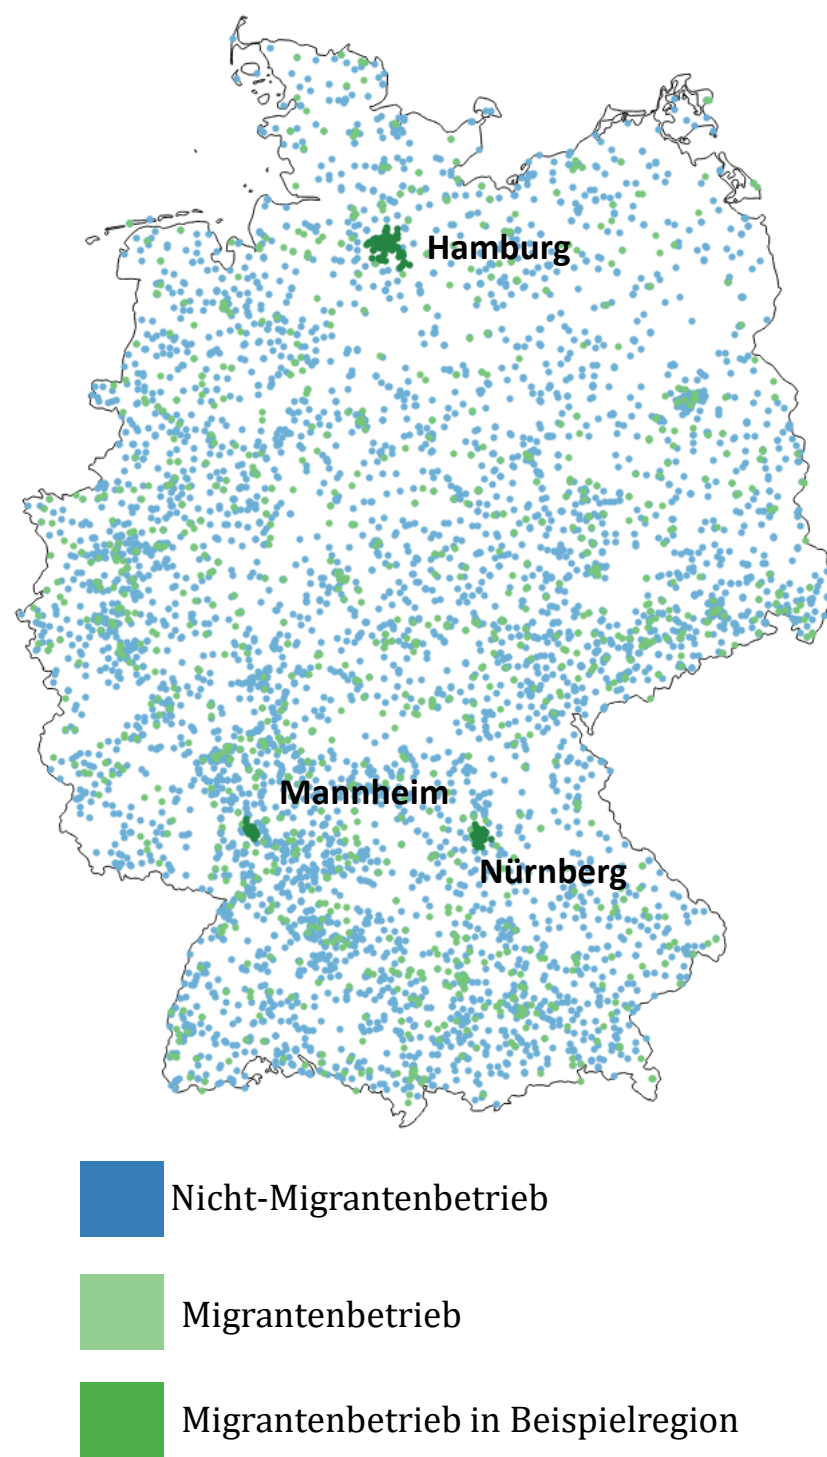 Hamburg
Mannheim
Nürnberg
Nicht-Migrantenbetrieb
Migrantenbetrieb
Migrantenbetrieb in Beispielregion